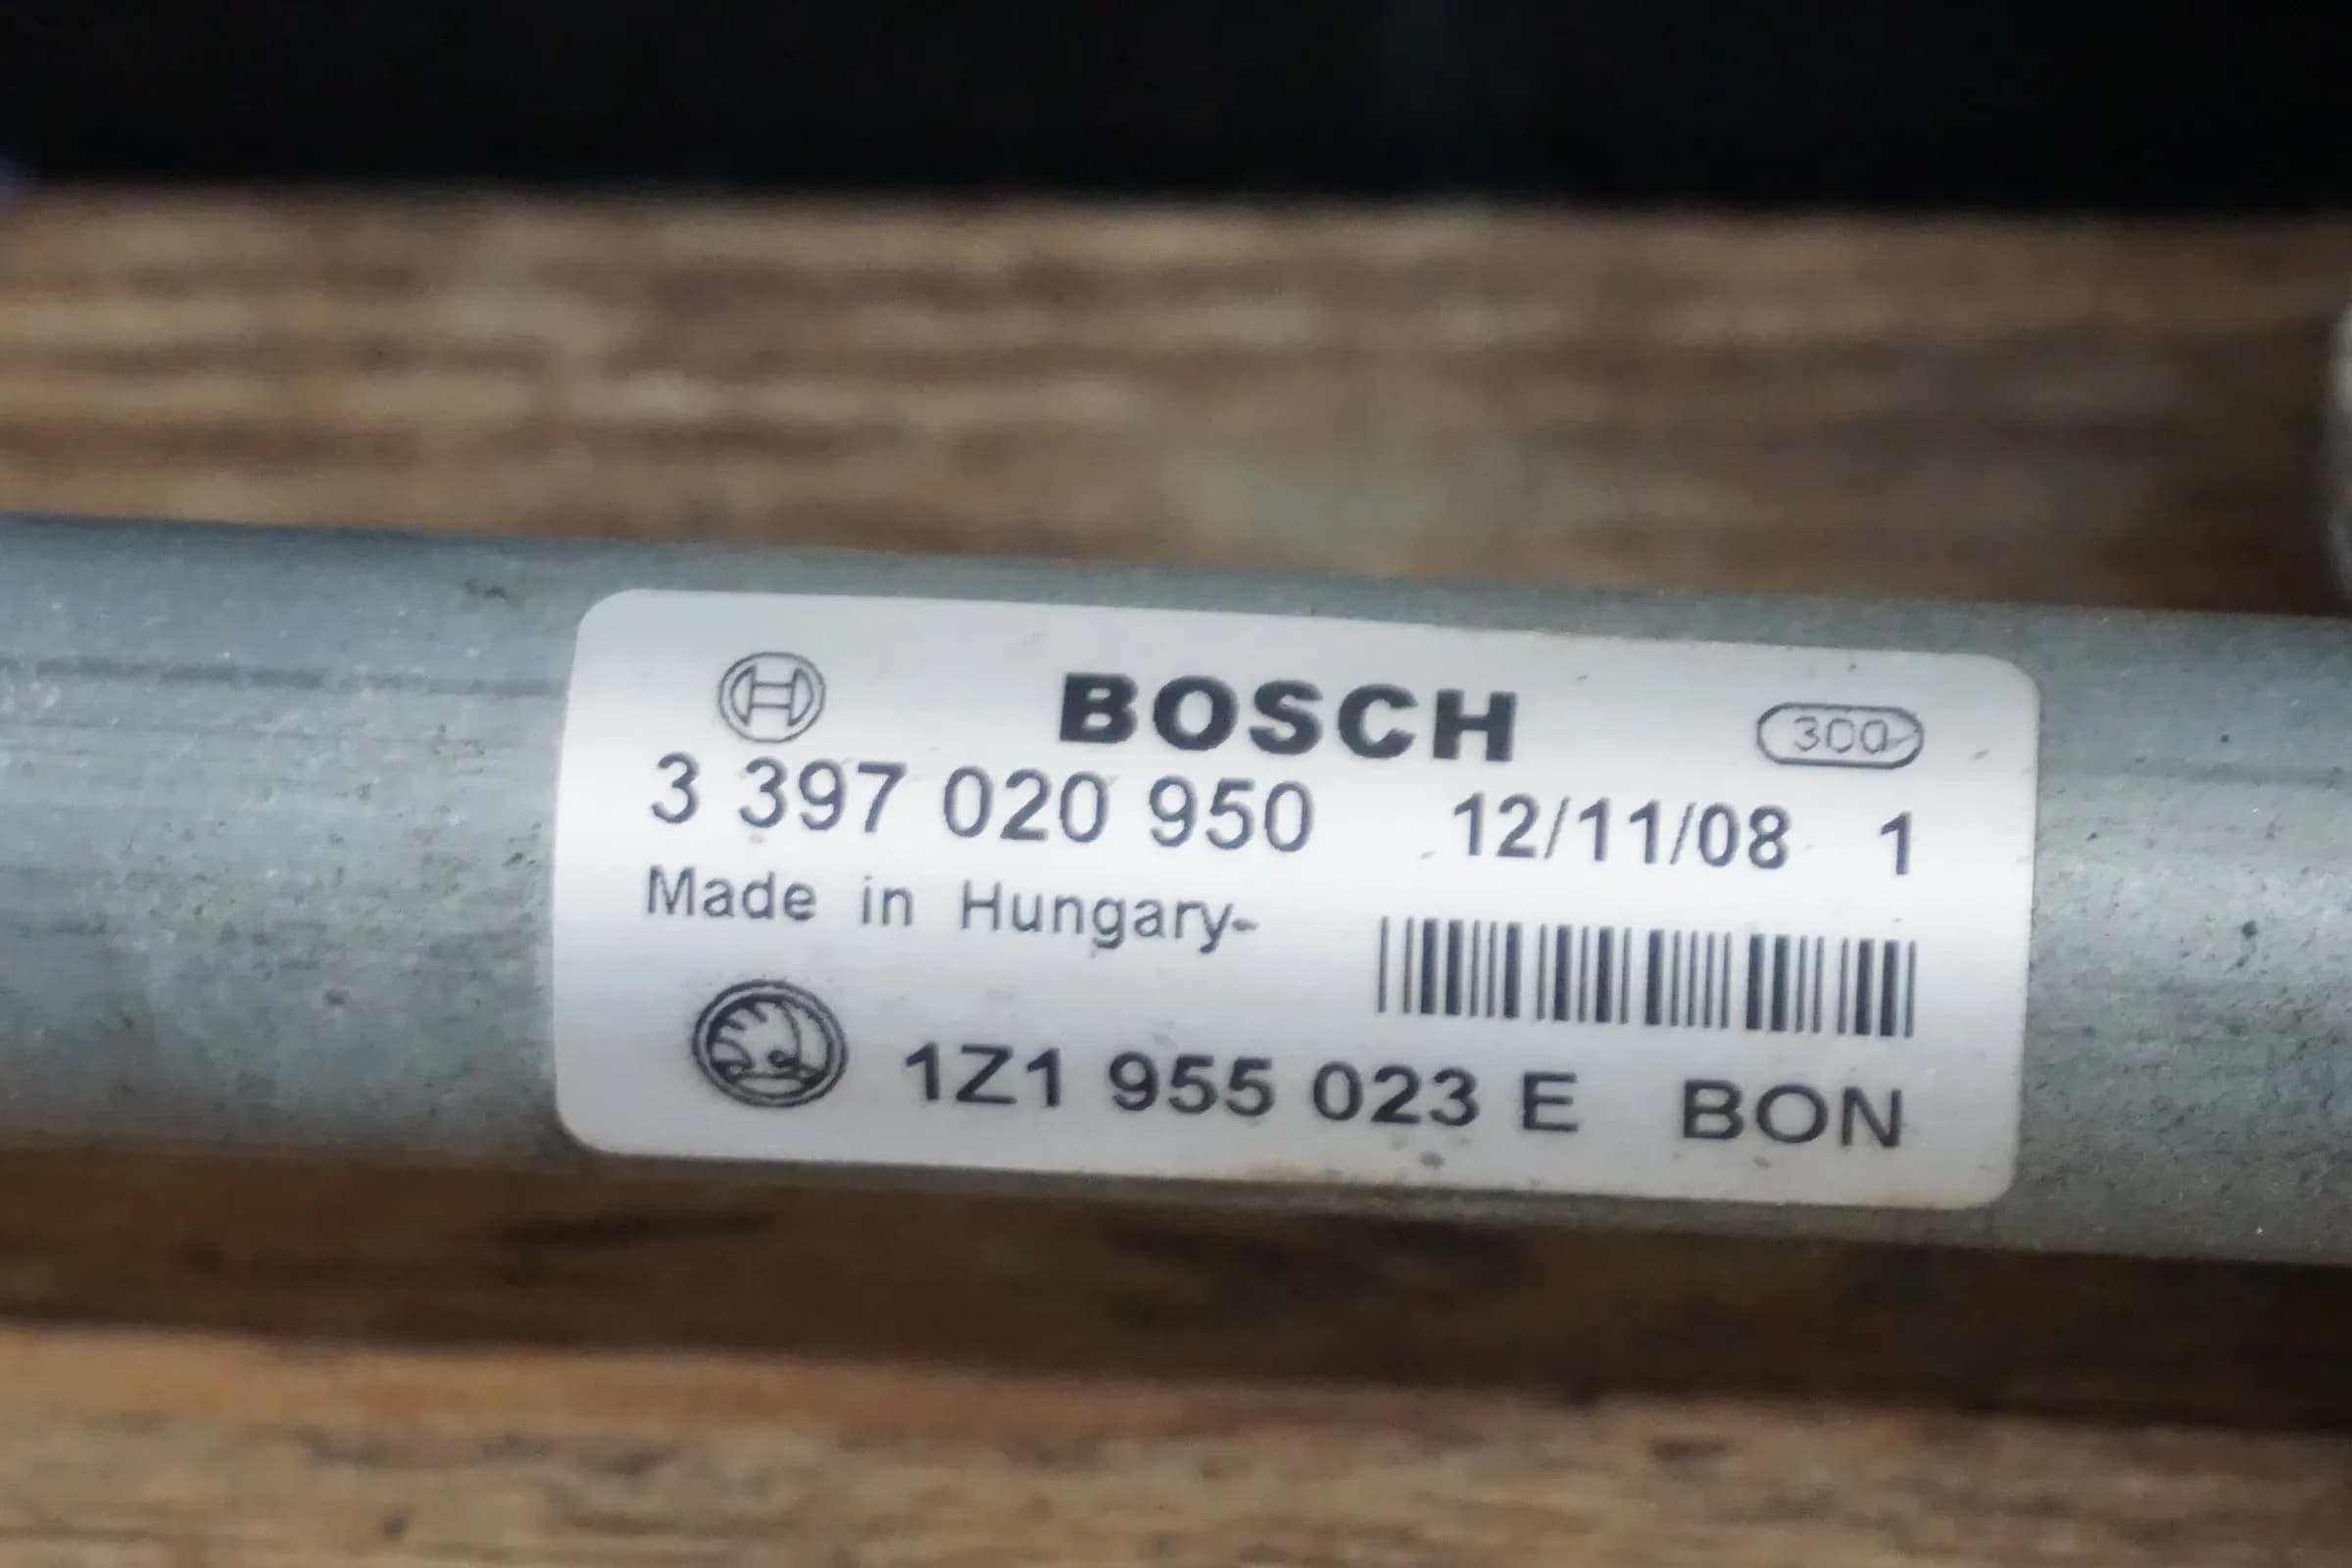 BOSCH 300
3 397 020 950 12/11/08 1
Made in Hungary-
1Z1 955 023 E BON